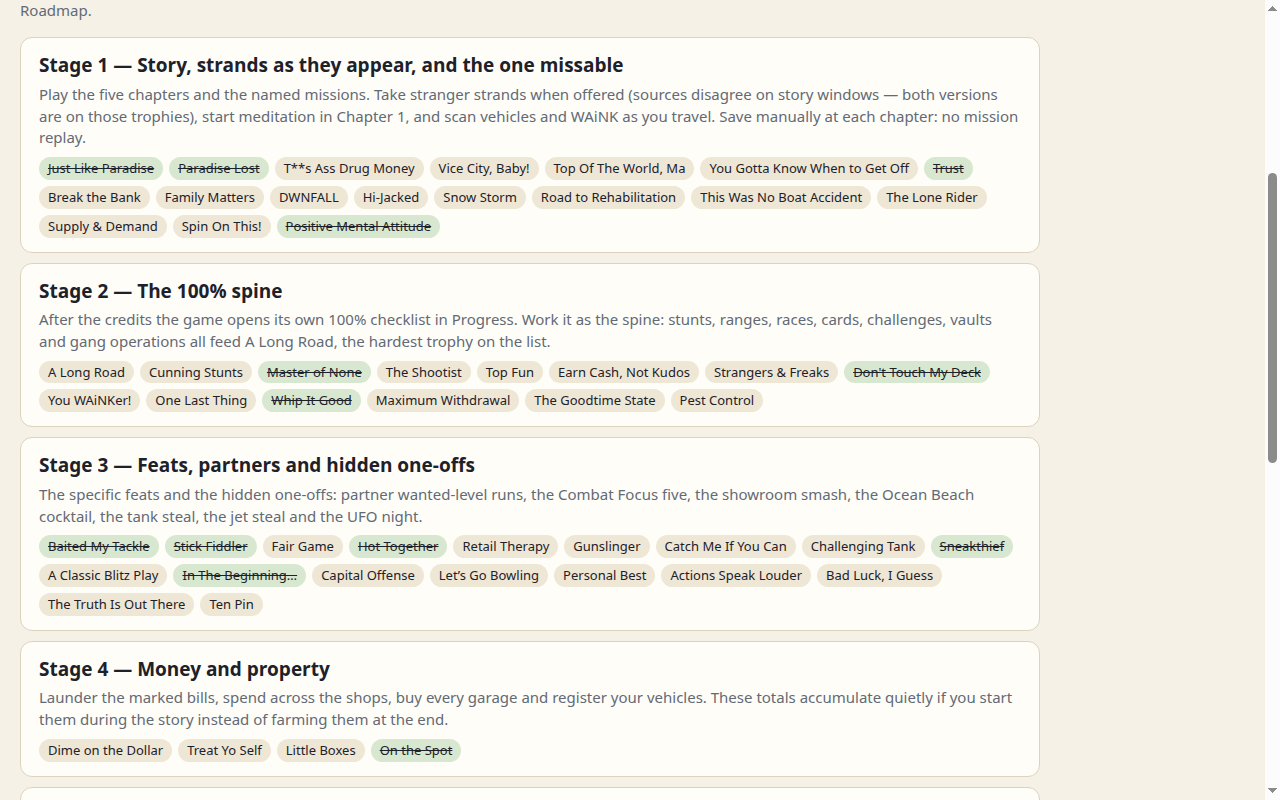 Roadmap.
Stage 1 — Story, strands as they appear, and the one missable
Play the five chapters and the named missions. Take stranger strands when offered (sources disagree on story windows — both versions
are on those trophies), start meditation in Chapter 1, and scan vehicles and WAiNK as you travel. Save manually at each chapter: no mission
replay.
Just Like Paradise Paradise Lost T**s Ass Drug Money Vice City, Baby! Top Of The World, Ma You Gotta Know When to Get Off Trust
Break the Bank Family Matters DWNFALL Hi-Jacked Snow Storm Road to Rehabilitation This Was No Boat Accident The Lone Rider
Supply & Demand Spin On This! Positive Mental Attitude
Stage 2 — The 100% spine
After the credits the game opens its own 100% checklist in Progress. Work it as the spine: stunts, ranges, races, cards, challenges, vaults
and gang operations all feed A Long Road, the hardest trophy on the list.
A Long Road Cunning Stunts Master of None The Shootist Top Fun Earn Cash, Not Kudos Strangers & Freaks Don't Touch My Deck
You WAiNKer! One Last Thing Whip It Good Maximum Withdrawal The Goodtime State Pest Control
Stage 3 — Feats, partners and hidden one-offs
The specific feats and the hidden one-offs: partner wanted-level runs, the Combat Focus five, the showroom smash, the Ocean Beach
cocktail, the tank steal, the jet steal and the UFO night.
Baited My Tackle Stick Fiddler Fair Game Hot Together Retail Therapy Gunslinger Catch Me If You Can Challenging Tank Sneakthief
A Classic Blitz Play In The Beginning... Capital Offense Let’s Go Bowling Personal Best Actions Speak Louder Bad Luck, I Guess
The Truth Is Out There Ten Pin
Stage 4 — Money and property
Launder the marked bills, spend across the shops, buy every garage and register your vehicles. These totals accumulate quietly if you start
them during the story instead of farming them at the end.
Dime on the Dollar Treat Yo Self Little Boxes On the Spot